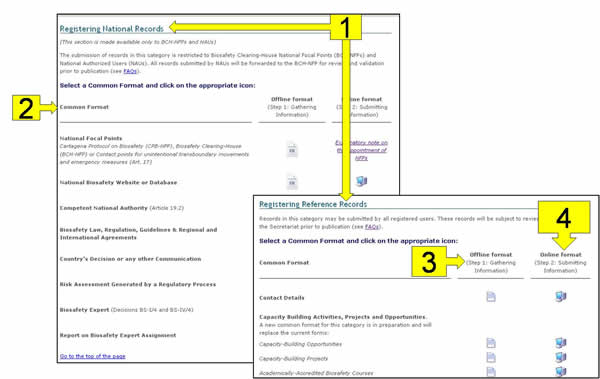 1
Registering National Records
(This section is made available only to BCH-NFPs and NAUs)
The submission of records in this category is restricted to Biosafety Clearing-House National Focal Points (BCH-NFPs) and
National Authorized Users (NAUs). All records submitted by NAUs will be forwarded to the BCH-NFP for review and validation
prior to publication (see FAQs).
Select a Common Format and click on the appropriate icon:
2
Common Format
Offline format
(Step 1: Gathering
Information)
Online format
(Step 2: Submitting
Information)
National Focal Points
Cartagena Protocol on Biosafety (CPB-NFP), Biosafety Clearing-House
(BCH-NFP) or Contact points for unintentional transboundary movements
and emergency measures (Art. 17)
Explanatory note on
the appointment of
NFPs
National Biosafety Website or Database
Competent National Authority (Article 19.2)
Biosafety Law, Regulation, Guidelines & Regional and
International Agreements
Country's Decision or any other Communication
Risk Assessment Generated by a Regulatory Process
Biosafety Expert (Decisions BS-I/4 and BS-IV/4)
Report on Biosafety Expert Assignment
Go to the top of the page
Registering Reference Records
Records in this category may be submitted by all registered users. These records will be subject to
the Secretariat prior to publication (see FAQs).
Select a Common Format and click on the appropriate icon:
4
3
Common Format
Offline format
(Step 1: Gathering
Information)
Online format
(Step 2: Submitting
Information)
Contact Details
Capacity Building Activities, Projects and Opportunities.
A new common format for this category is in preparation and will
replace the current forms:
Capacity-Building Opportunities
Capacity-Building Projects
Academically-Accredited Biosafety Courses